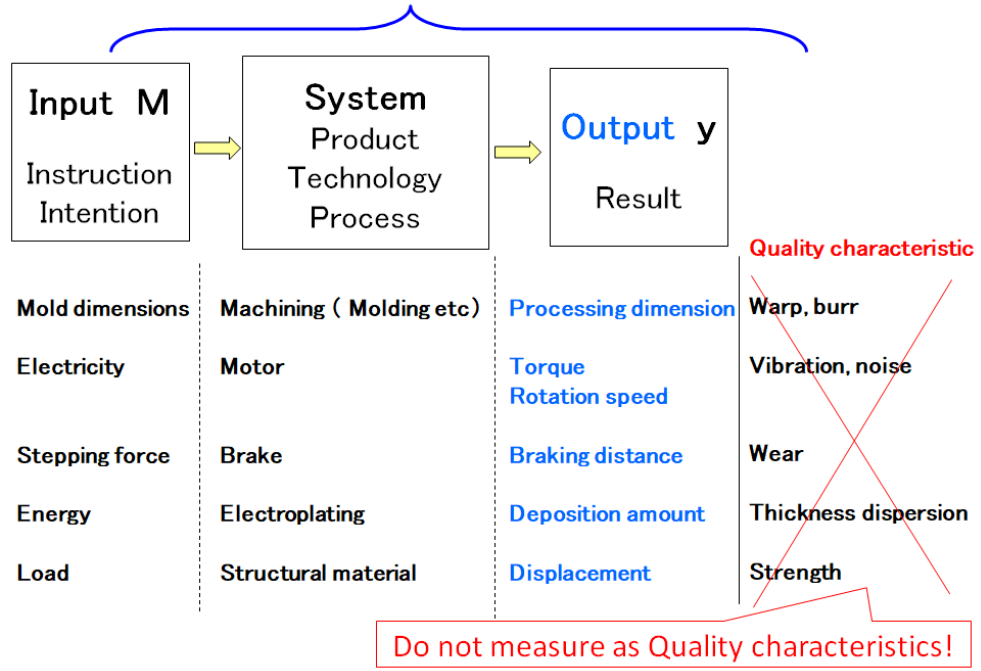 Input M
Instruction
Intention
System
Product
Technology
Process
Output y
Result
Quality characteristic
Mold dimensions Machining ( Molding etc) Processing dimension Warp, burr
Electricity Motor Torque Vibration, noise
Rotation speed
Stepping force Brake Braking distance Wear
Energy Electroplating Deposition amount Thickness dispersion
Load Structural material Displacement Strength
Do not measure as Quality characteristics!